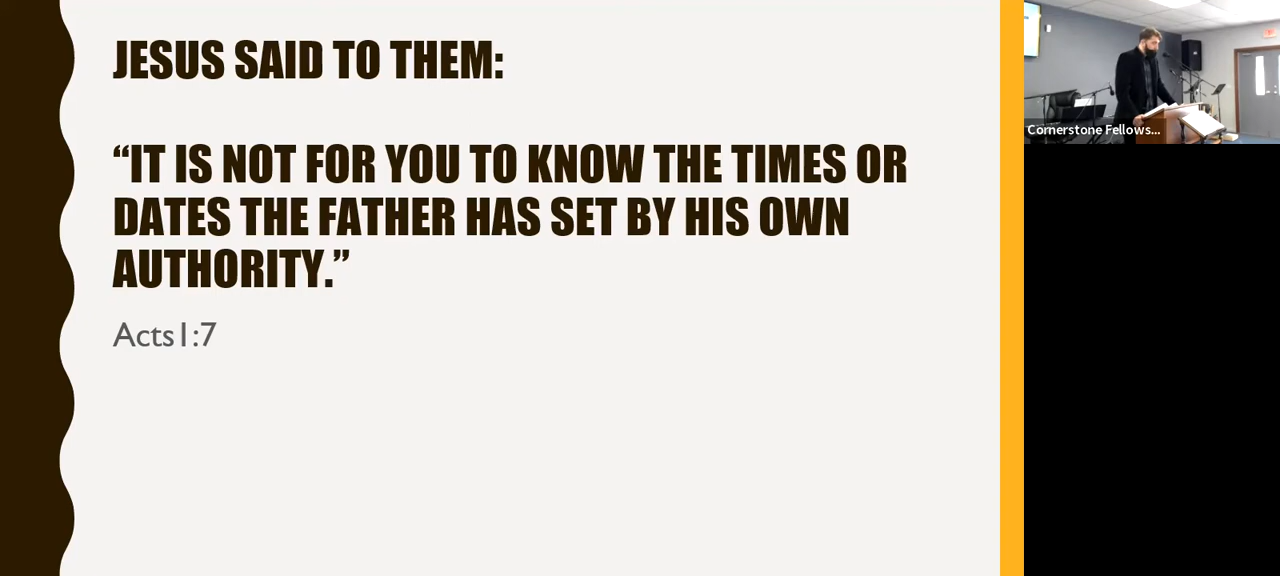 JESUS SAID TO THEM:
“IT IS NOT FOR YOU TO KNOW THE TIMES OR
DATES THE FATHER HAS SET BY HIS OWN
AUTHORITY.”
Acts1:7
Cornerstone Fellows...